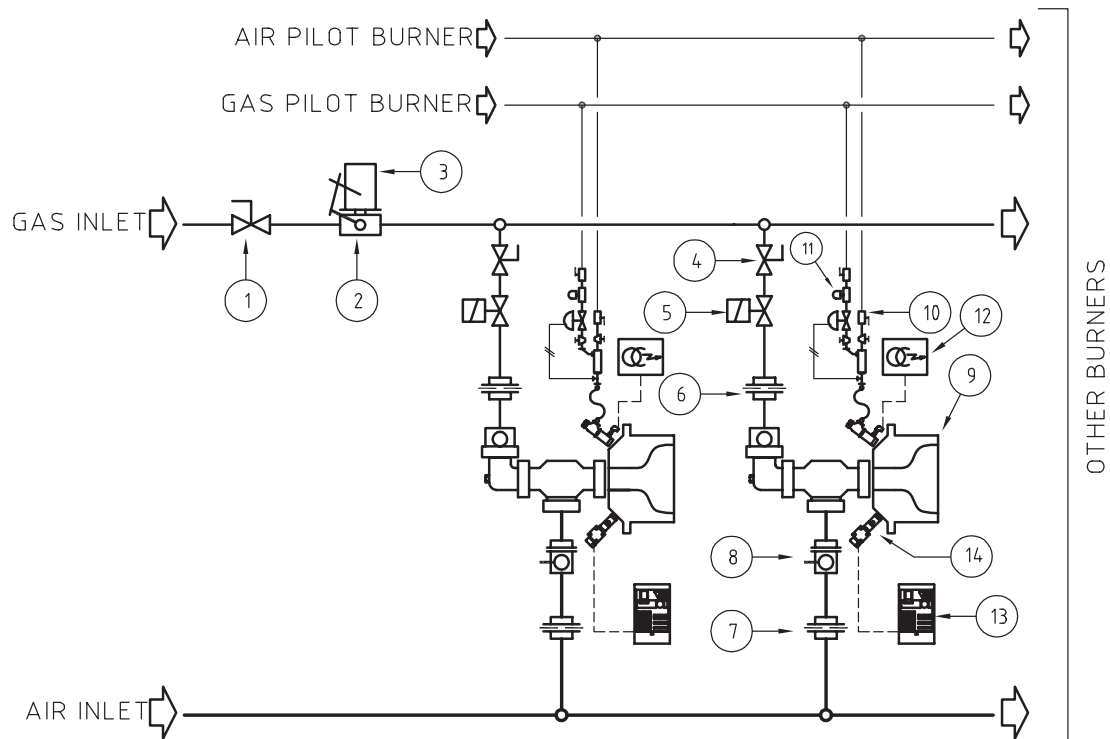 AIR PILOT BURNER
GAS PILOT BURNER
3
GAS INLET
1
2
4
11
5
10
12
6
9
8
14
7
13
AIR INLET
OTHER BURNERS